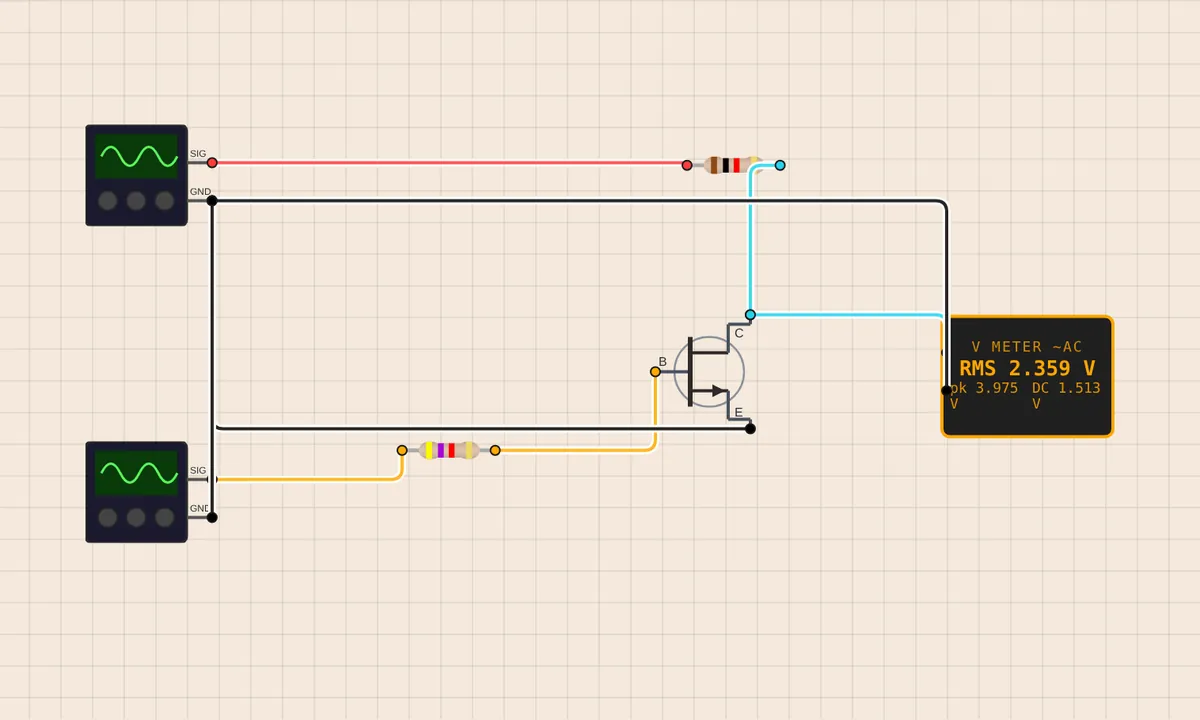 SIG
GND
C
B
E
V METER ~AC
RMS 2.359 V
pk 3.975 V
DC 1.513 V
SIG
GND